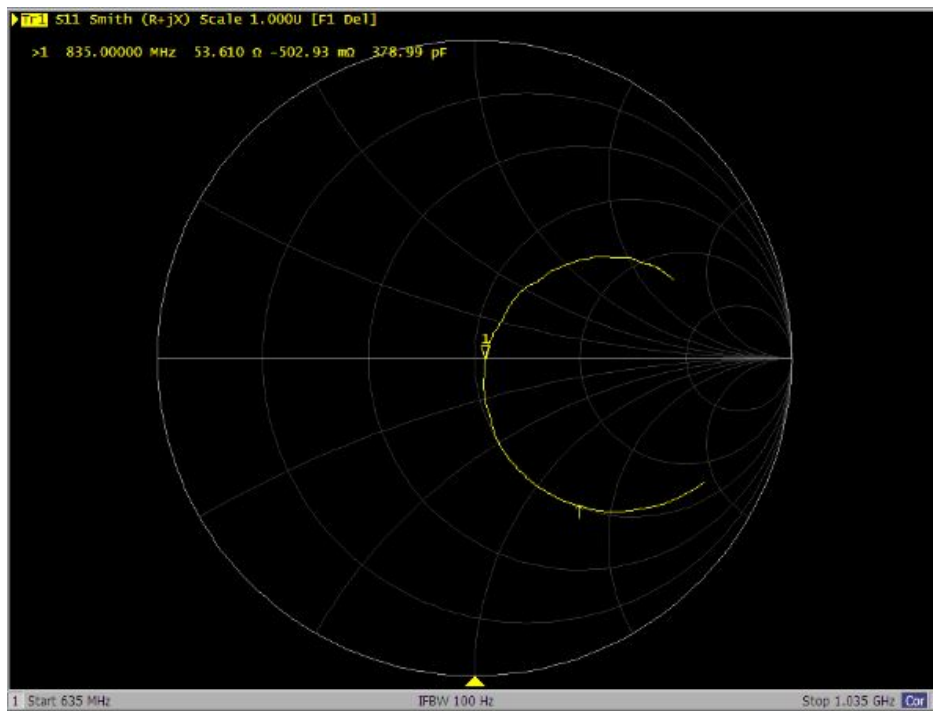 Tr1 S11 Smith (R+jX) Scale 1.000U [F1 Del]
>1 835.00000 MHz 53.610 Ω -502.93 mΩ 378.99 pF
1
1 Start 635 MHz IFBW 100 Hz Stop 1.035 GHz Cor